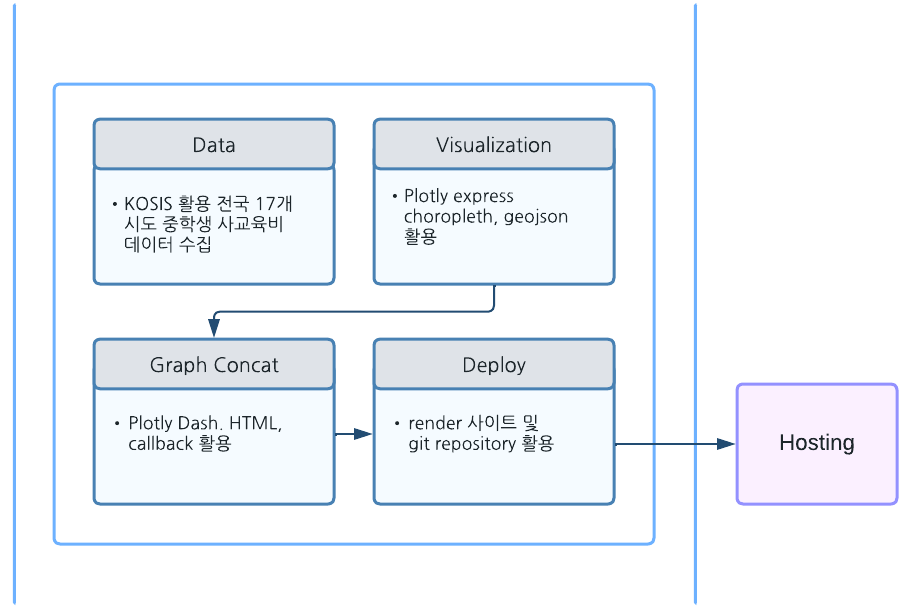 Data
• KOSIS 활용 전국 17개
시도 중학생 사교육비
데이터 수집
Visualization
• Plotly express
choropleth, geojson
활용
Graph Concat
• Plotly Dash. HTML,
callback 활용
Deploy
• render 사이트 및
git repository 활용
Hosting